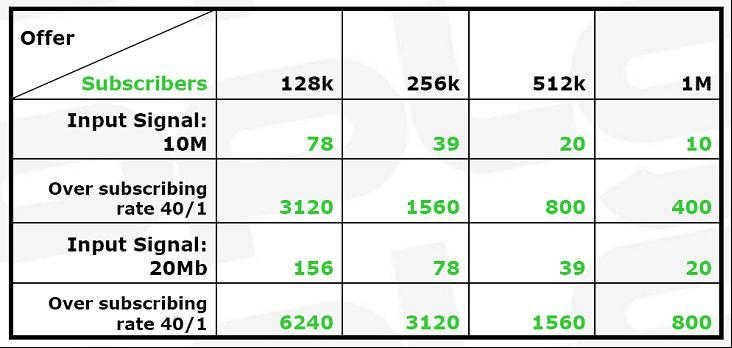 Offer
Subscribers 128k 256k 512k 1M
Input Signal:
10M 78 39 20 10
Over subscribing
rate 40/1 3120 1560 800 400
Input Signal:
20Mb 156 78 39 20
Over subscribing
rate 40/1 6240 3120 1560 800